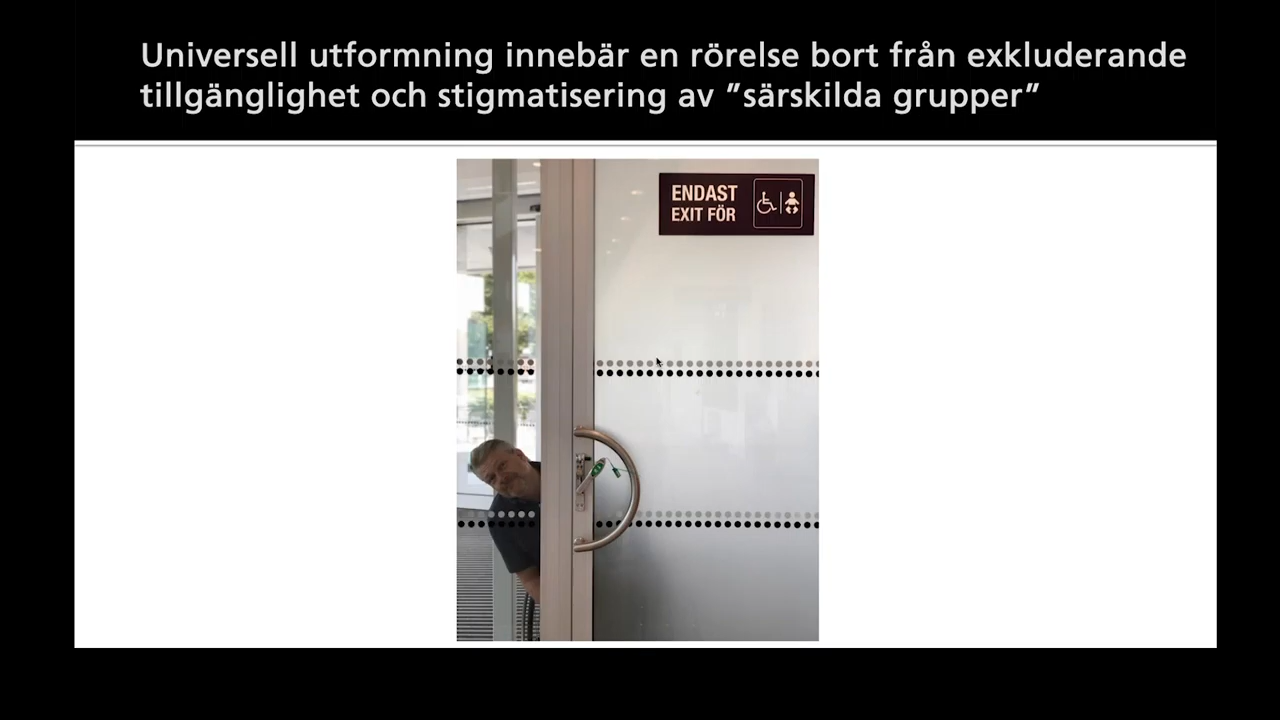 Universell utformning innebär en rörelse bort från exkluderande
tillgänglighet och stigmatisering av ”särskilda grupper”
ENDAST
EXIT FÖR